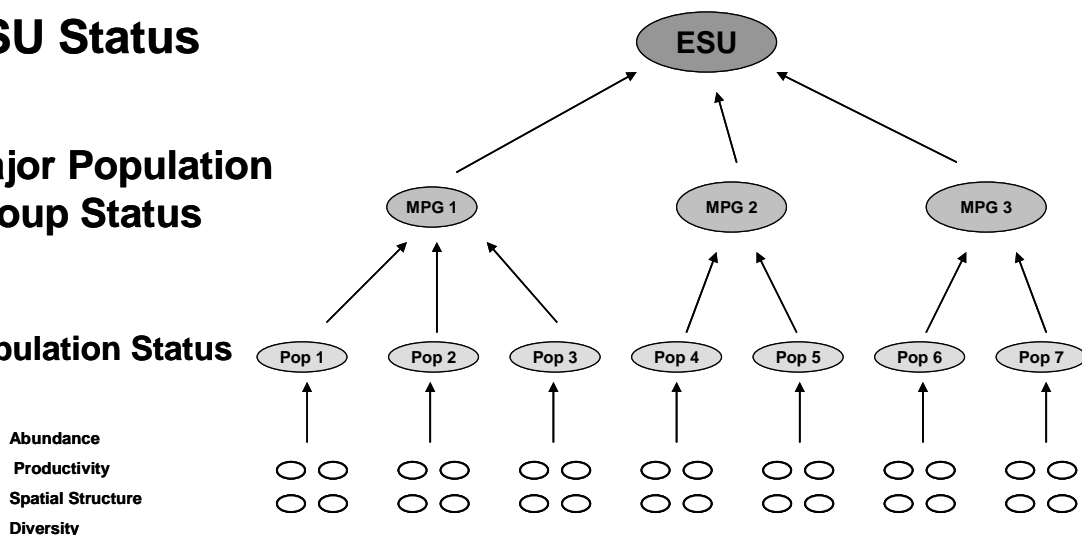 SU Status
ESU
ajor Population
oup Status
MPG 1
MPG 2
MPG 3
pulation Status
Pop 1
Pop 2
Pop 3
Pop 4
Pop 5
Pop 6
Pop 7
Abundance
Productivity
Spatial Structure
Diversity